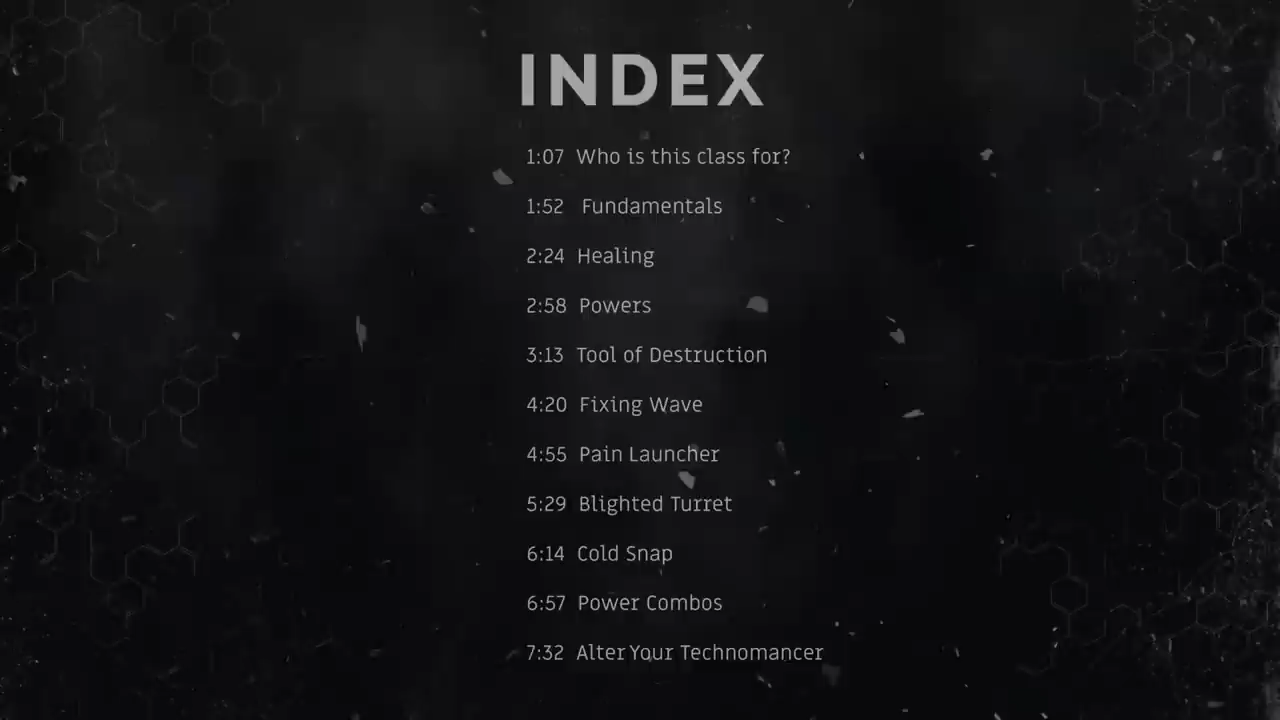 INDEX
1:07 Who is this class for?
1:52 Fundamentals
2:24 Healing
2:58 Powers
3:13 Tool of Destruction
4:20 Fixing Wave
4:55 Pain Launcher
5:29 Blighted Turret
6:14 Cold Snap
6:57 Power Combos
7:32 Alter Your Technomancer